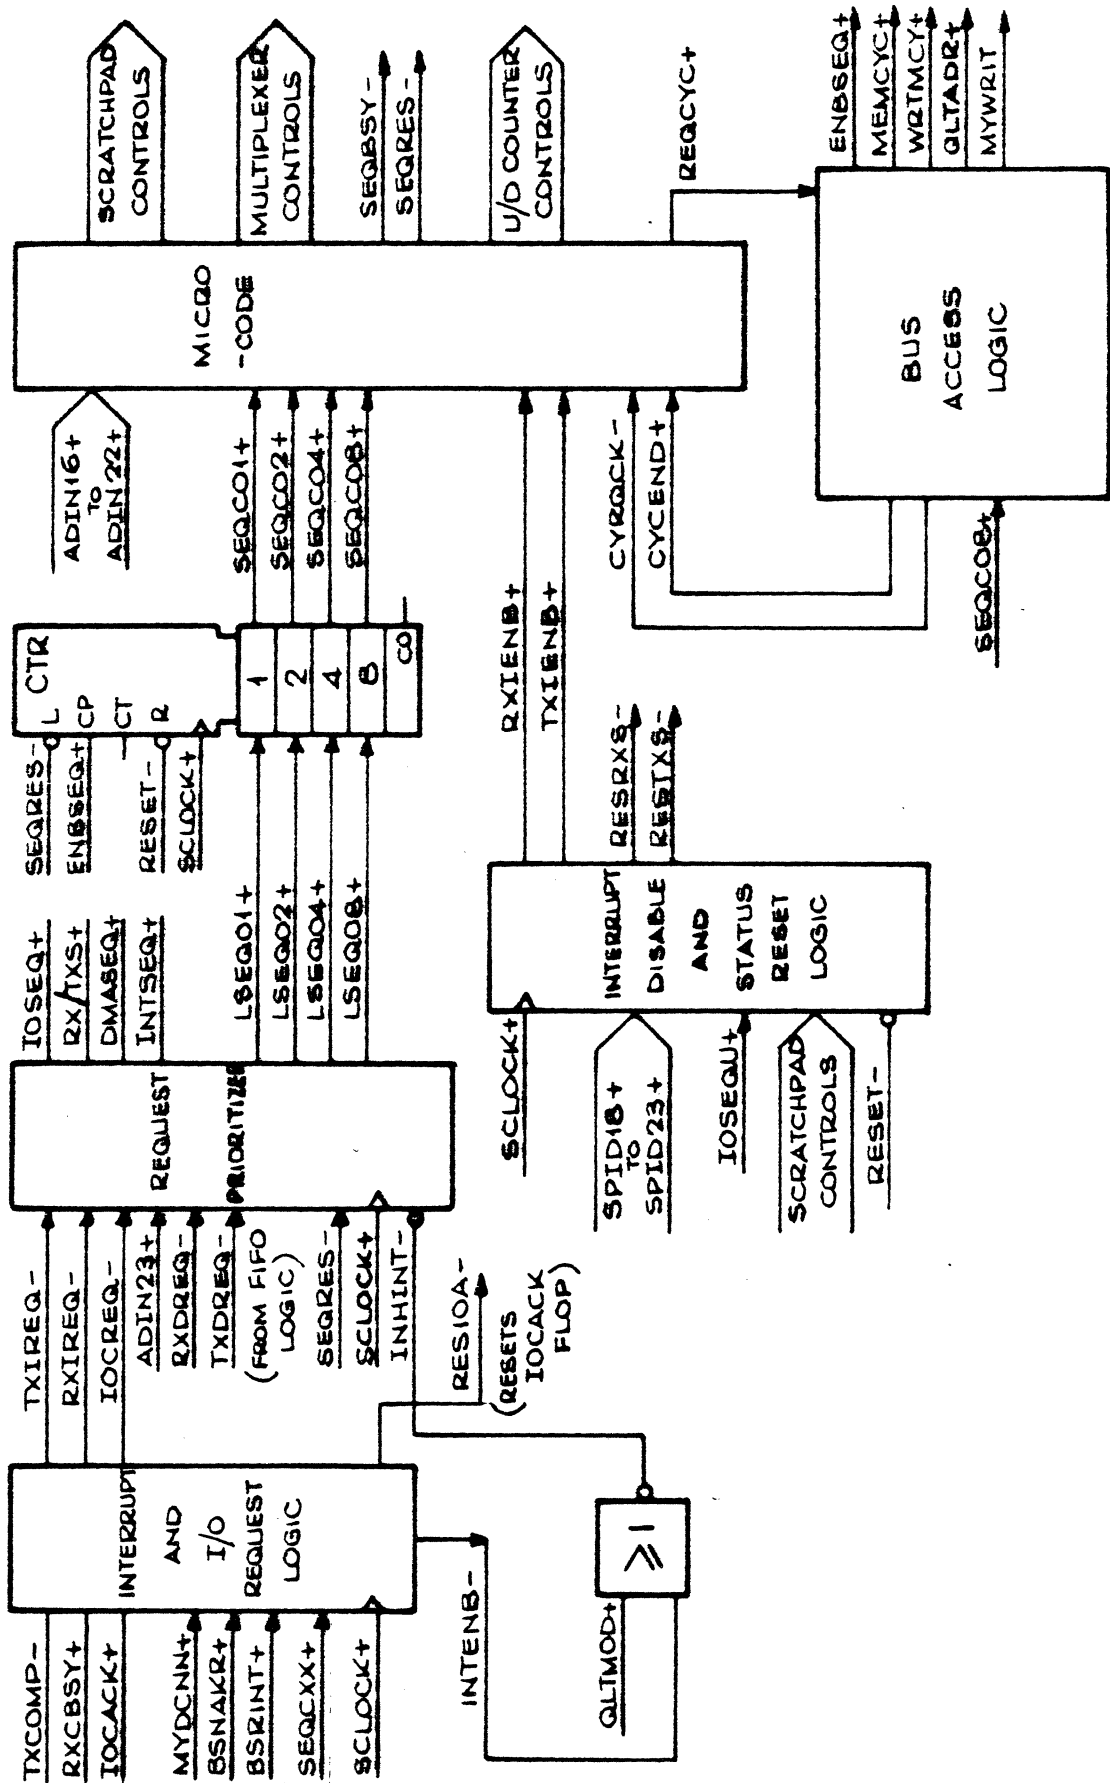 TXCOMP-
RXCBSY+
IOCACK+
MYDCNN+
BSNAKR+
BSRINT+
SEQCXX+
SCLOCK+
INTERRUPT
AND
I/O
REQUEST
LOGIC
INTENB-
QLTMOD+
≥1
TXIREQ-
RXIREQ-
IOCREQ-
ADIN23+
RXDREQ-
TXDREQ-
(FROM FIFO
LOGIC)
SEQRES-
SCLOCK+
INHINT-
RESIOA-
(RESETS
IOCACK
FLOP)
REQUEST
PRIORITIZER
IOSEQ+
RX/TXS+
DMASEQ+
INTSEQ+
LSEQ01+
LSEQ02+
LSEQ04+
LSEQ08+
SEQRES-
ENBSEQ+
RESET-
SCLOCK+
CTR
L
CP
CT
R
1
2
4
8
CO
ADIN16+
TO
ADIN22+
SEQC01+
SEQC02+
SEQC04+
SEQC08+
MICRO
-CODE
SCRATCHPAD
CONTROLS
MULTIPLEXER
CONTROLS
SEQBSY-
SEQRES-
U/D COUNTER
CONTROLS
REQCYC+
SCLOCK+
SPID18+
TO
SPID23+
IOSEQU+
SCRATCHPAD
CONTROLS
RESET-
INTERRUPT
DISABLE
AND
STATUS
RESET
LOGIC
RXIENB+
TXIENB+
RESRXS-
RESTXS-
CYRQCK-
CYCEND+
SEQC08+
BUS
ACCESS
LOGIC
ENBSEQ+
MEMCYC+
WRTMCY+
QLTADR+
MYWRIT